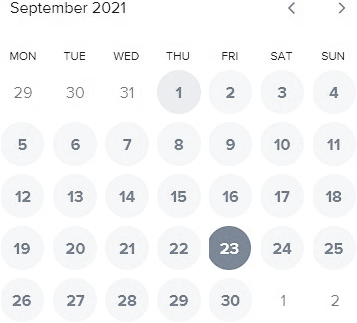 September 2021
MON TUE WED THU FRI SAT SUN
29 30 31 1 2 3 4
5 6 7 8 9 10 11
12 13 14 15 16 17 18
19 20 21 22 23 24 25
26 27 28 29 30 1 2